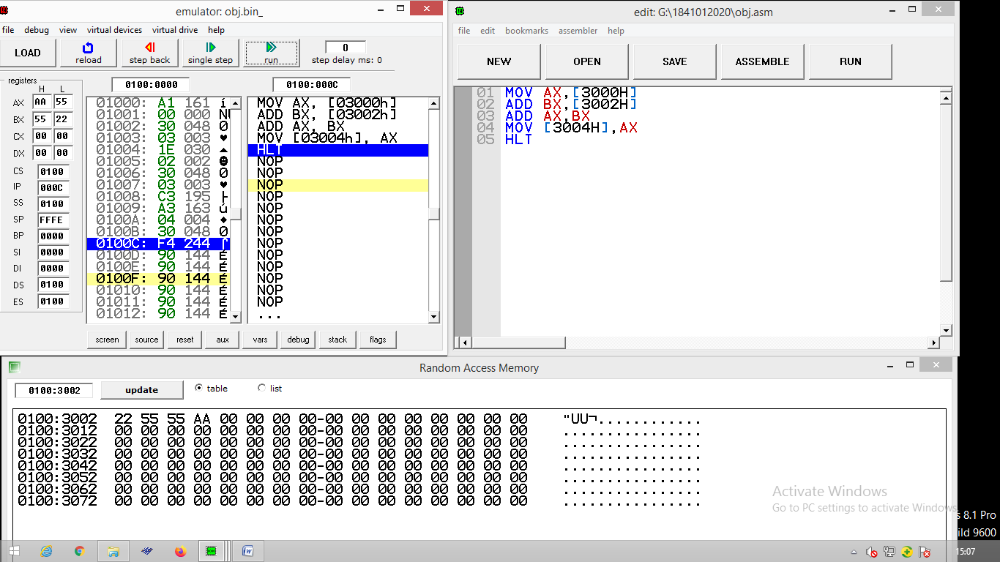 emulator: obj.bin_
file debug view virtual devices virtual drive help
LOAD reload step back single step run step delay ms: 0
0
registers
H L
0100:0000 0100:000C
AX AA 55
BX 55 22
CX 00 00
DX 00 00
CS 0100
IP 000C
SS 0100
SP FFFE
BP 0000
SI 0000
DI 0000
DS 0100
ES 0100
01000: A1 161 í
01001: 00 000 NU
01002: 30 048 0
01003: 03 003 ♥
01004: 1E 030 ▲
01005: 02 002 ☻
01006: 30 048 0
01007: 03 003 ♥
01008: C3 195 ├
01009: A3 163 ú
0100A: 04 004 ♦
0100B: 30 048 0
0100C: F4 244 ⌠
0100D: 90 144 É
0100E: 90 144 É
0100F: 90 144 É
01010: 90 144 É
01011: 90 144 É
01012: 90 144 É
MOV AX, [03000h]
ADD BX, [03002h]
ADD AX, BX
MOV [03004h], AX
HLT
NOP
NOP
NOP
NOP
NOP
NOP
NOP
NOP
NOP
NOP
NOP
NOP
NOP
...
screen source reset aux vars debug stack flags
edit: G:\1841012020\obj.asm
file edit bookmarks assembler help
NEW OPEN SAVE ASSEMBLE RUN
01 MOV AX,[3000H]
02 ADD BX,[3002H]
03 ADD AX,BX
04 MOV [3004H],AX
05 HLT
Random Access Memory
0100:3002 update table list
0100:3002 22 55 55 AA 00 00 00 00-00 00 00 00 00 00 00 00 "UU¬............
0100:3012 00 00 00 00 00 00 00 00-00 00 00 00 00 00 00 00 ................
0100:3022 00 00 00 00 00 00 00 00-00 00 00 00 00 00 00 00 ................
0100:3032 00 00 00 00 00 00 00 00-00 00 00 00 00 00 00 00 ................
0100:3042 00 00 00 00 00 00 00 00-00 00 00 00 00 00 00 00 ................
0100:3052 00 00 00 00 00 00 00 00-00 00 00 00 00 00 00 00 ................
0100:3062 00 00 00 00 00 00 00 00-00 00 00 00 00 00 00 00 ................
0100:3072 00 00 00 00 00 00 00 00-00 00 00 00 00 00 00 00 ................
Activate Windows
Go to PC settings to activate Windows.
s 8.1 Pro
ild 9600
15:07